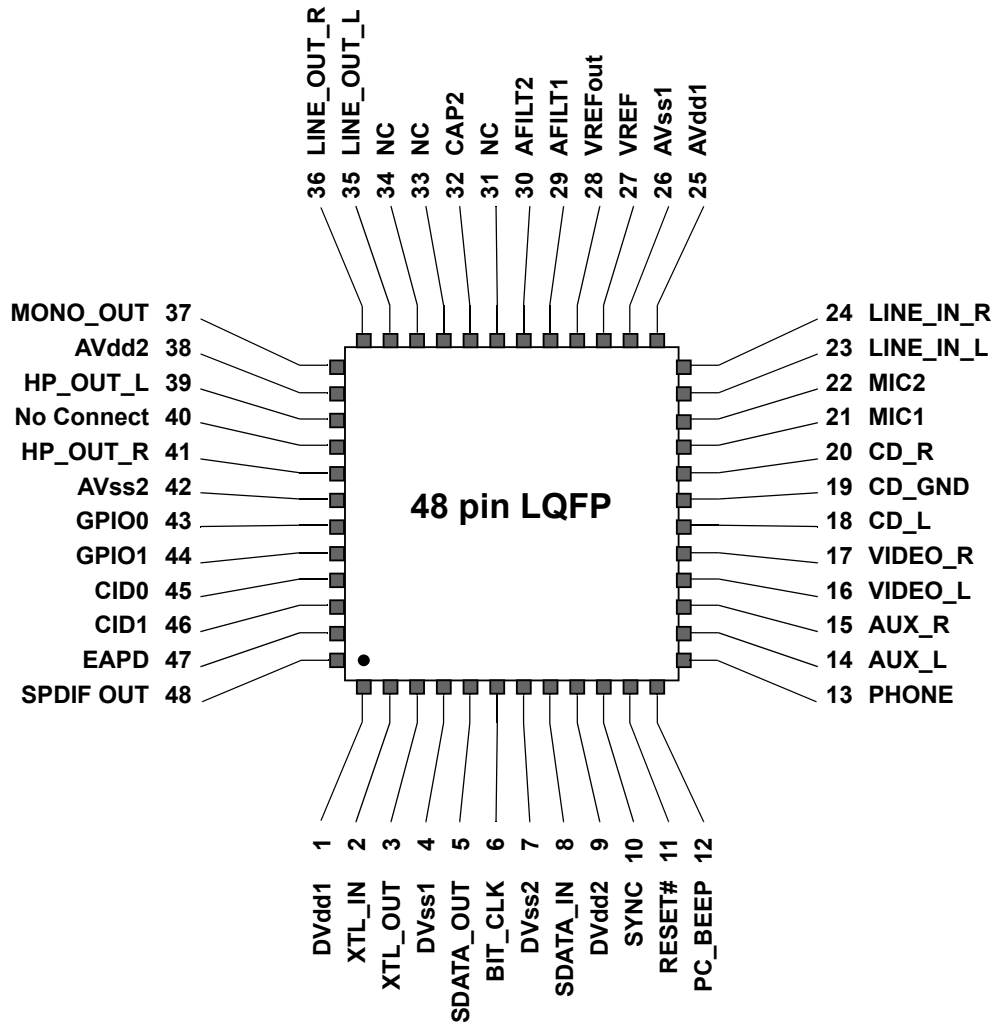 36 LINE_OUT_R
35 LINE_OUT_L
34 NC
33 NC
32 CAP2
31 NC
30 AFILT2
29 AFILT1
28 VREFout
27 VREF
26 AVss1
25 AVdd1
MONO_OUT 37
AVdd2 38
HP_OUT_L 39
No Connect 40
HP_OUT_R 41
AVss2 42
GPIO0 43
GPIO1 44
CID0 45
CID1 46
EAPD 47
SPDIF OUT 48
48 pin LQFP
24 LINE_IN_R
23 LINE_IN_L
22 MIC2
21 MIC1
20 CD_R
19 CD_GND
18 CD_L
17 VIDEO_R
16 VIDEO_L
15 AUX_R
14 AUX_L
13 PHONE
DVdd1 1
XTL_IN 2
XTL_OUT 3
DVss1 4
SDATA_OUT 5
BIT_CLK 6
DVss2 7
SDATA_IN 8
DVdd2 9
SYNC 10
RESET# 11
PC_BEEP 12